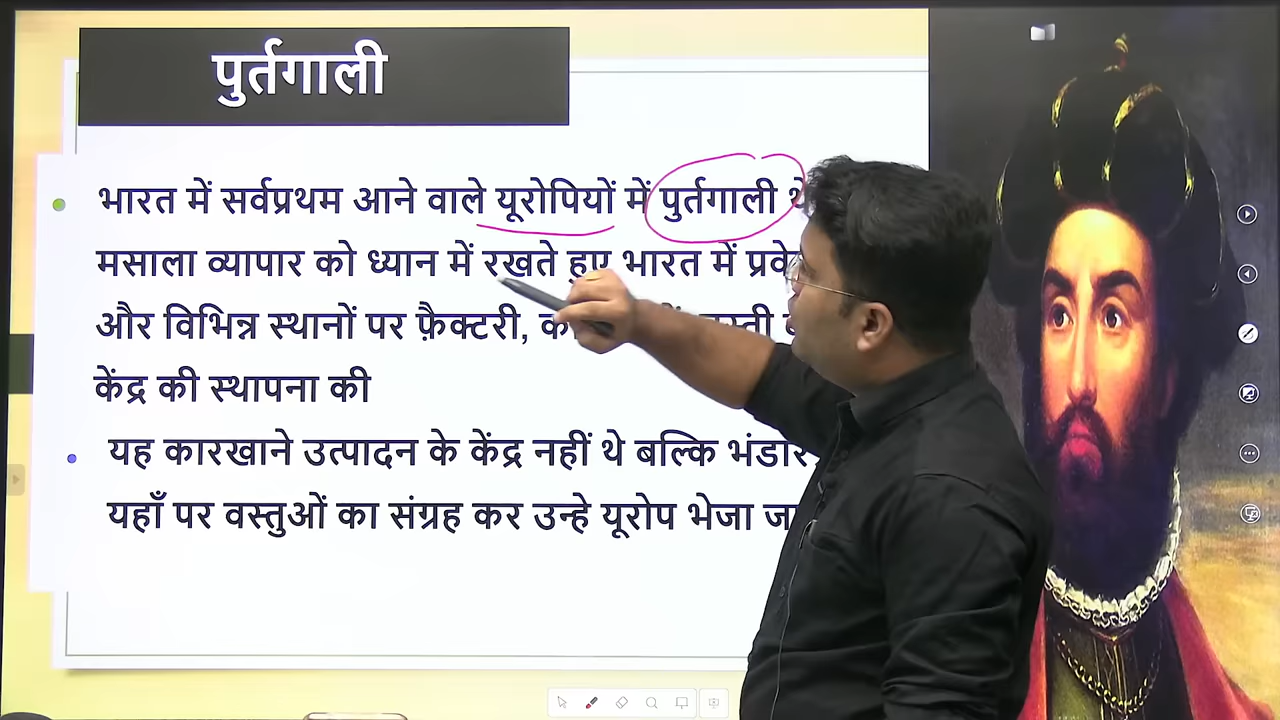 पुर्तगाली
भारत में सर्वप्रथम आने वाले यूरोपियों में पुर्तगाली थे
मसाला व्यापार को ध्यान में रखते हुए भारत में
और विभिन्न स्थानों पर फ़ैक्टरी,
केंद्र की स्थापना की
यह कारखाने उत्पादन के केंद्र नहीं थे बल्कि
यहाँ पर वस्तुओं का संग्रह कर उन्हे यूरोप भेजा